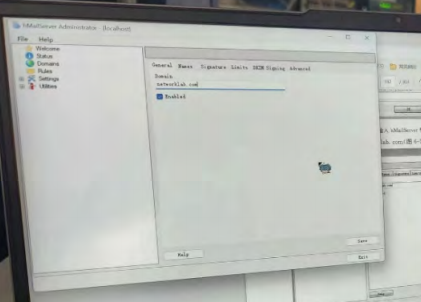 hMailServer Administrator [localhost]
File Help
Welcome
Status
Domains
Rules
Settings
Utilities
General Names Signature Limits DKIM Signing Advanced
Domain
networklab.com
Enabled
Help
Save
Exit